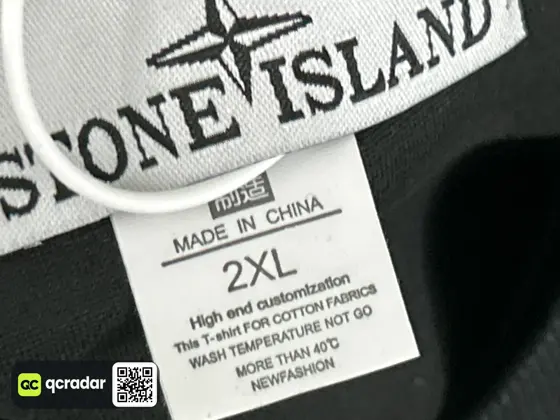 STONE ISLAND
制造
MADE IN CHINA
2XL
High end customization
This T-shirt FOR COTTON FABRICS
WASH TEMPERATURE NOT GO
MORE THAN 40℃
NEWFASHION
QC qcradar